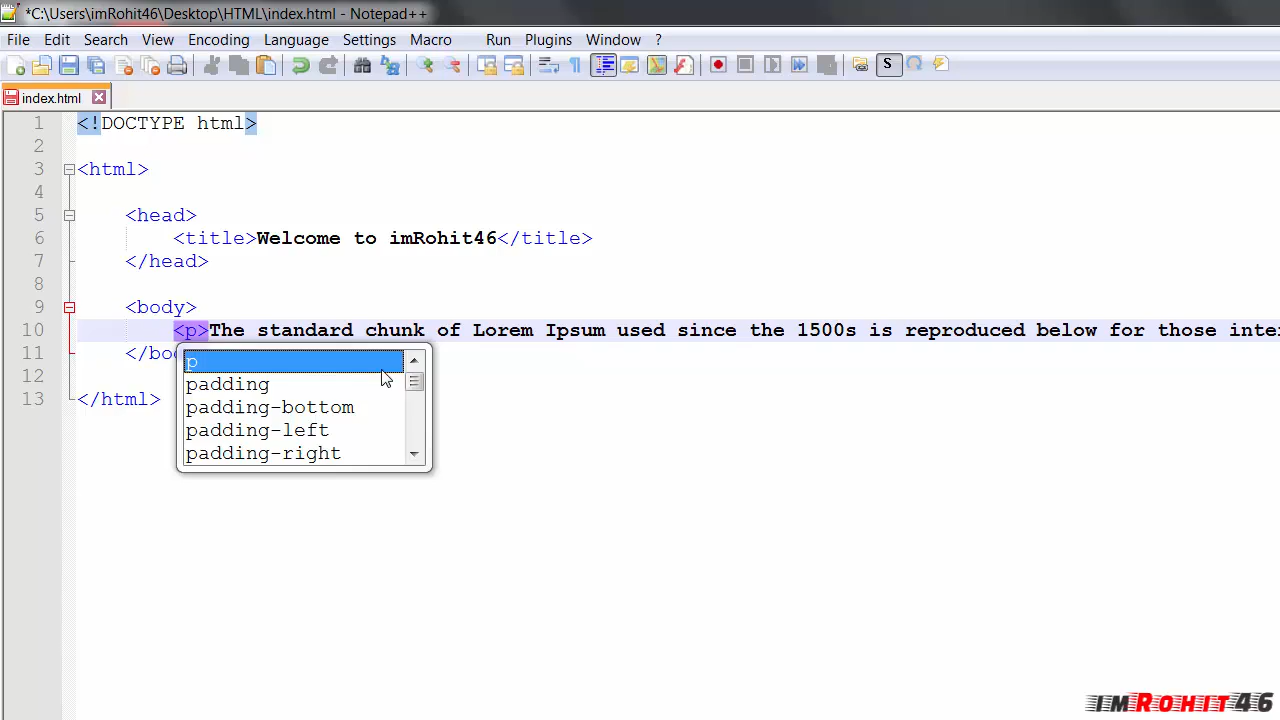 *C:\Users\imRohit46\Desktop\HTML\index.html - Notepad++
File Edit Search View Encoding Language Settings Macro Run Plugins Window ?
S
index.html
1 <!DOCTYPE html>
2
3 <html>
4
5 <head>
6 <title>Welcome to imRohit46</title>
7 </head>
8
9 <body>
10 <p>The standard chunk of Lorem Ipsum used since the 1500s is reproduced below for those
11 </bod
12
13 </html>
p
padding
padding-bottom
padding-left
padding-right
imRohit46